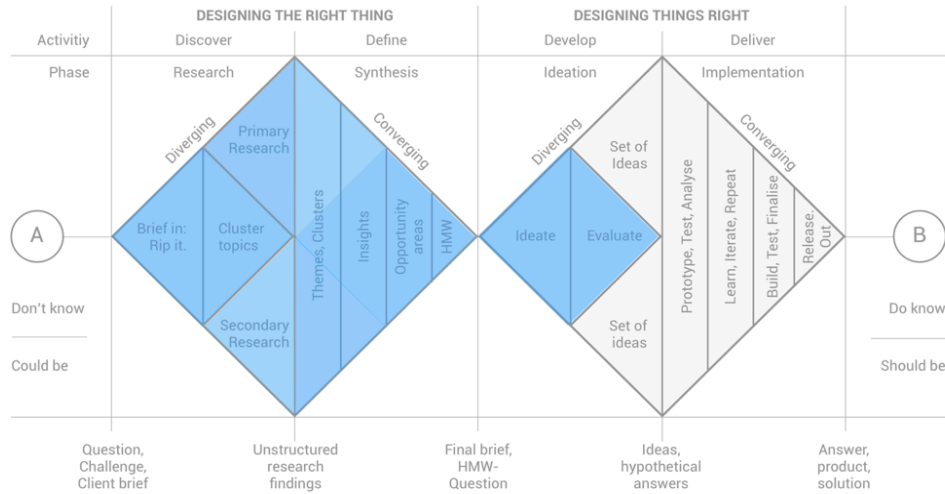 DESIGNING THE RIGHT THING
DESIGNING THINGS RIGHT
Activitiy
Discover
Define
Develop
Deliver
Phase
Research
Synthesis
Ideation
Implementation
Diverging
Converging
Diverging
Converging
Primary
Research
Set of
Ideas
A
Brief in:
Rip it.
Cluster
topics
Themes, Clusters
Insights
Opportunity
areas
HMW
Ideate
Evaluate
Prototype, Test, Analyse
Learn, Iterate, Repeat
Build, Test, Finalise
Release.
Out
B
Don't know
Do know
Secondary
Research
Set of
ideas
Could be
Should be
Question,
Challenge,
Client brief
Unstructured
research
findings
Final brief,
HMW-
Question
Ideas,
hypothetical
answers
Answer,
product,
solution